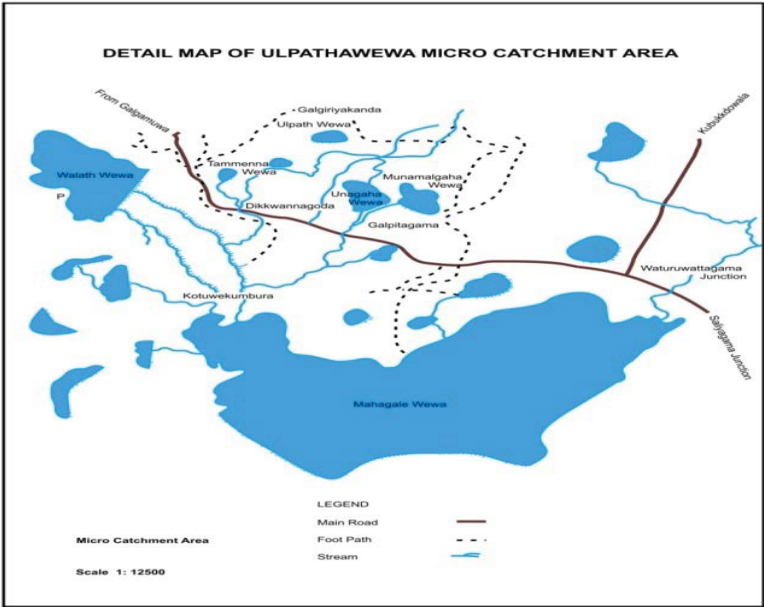 DETAIL MAP OF ULPATHAWEWA MICRO CATCHMENT AREA
From Galgamuwa
Galgiriyakanda
Ulpath Wewa
Kubukkdowala
Walath Wewa
P
Tammenna
Wewa
Munamalgaha
Wewa
Unagaha
Wewa
Dikkwannagoda
Galpitagama
Waturuwattagama
Junction
Kotuwekumbura
Saliyagama Junction
Mahagale Wewa
LEGEND
Main Road
Foot Path
Stream
Micro Catchment Area
Scale 1: 12500